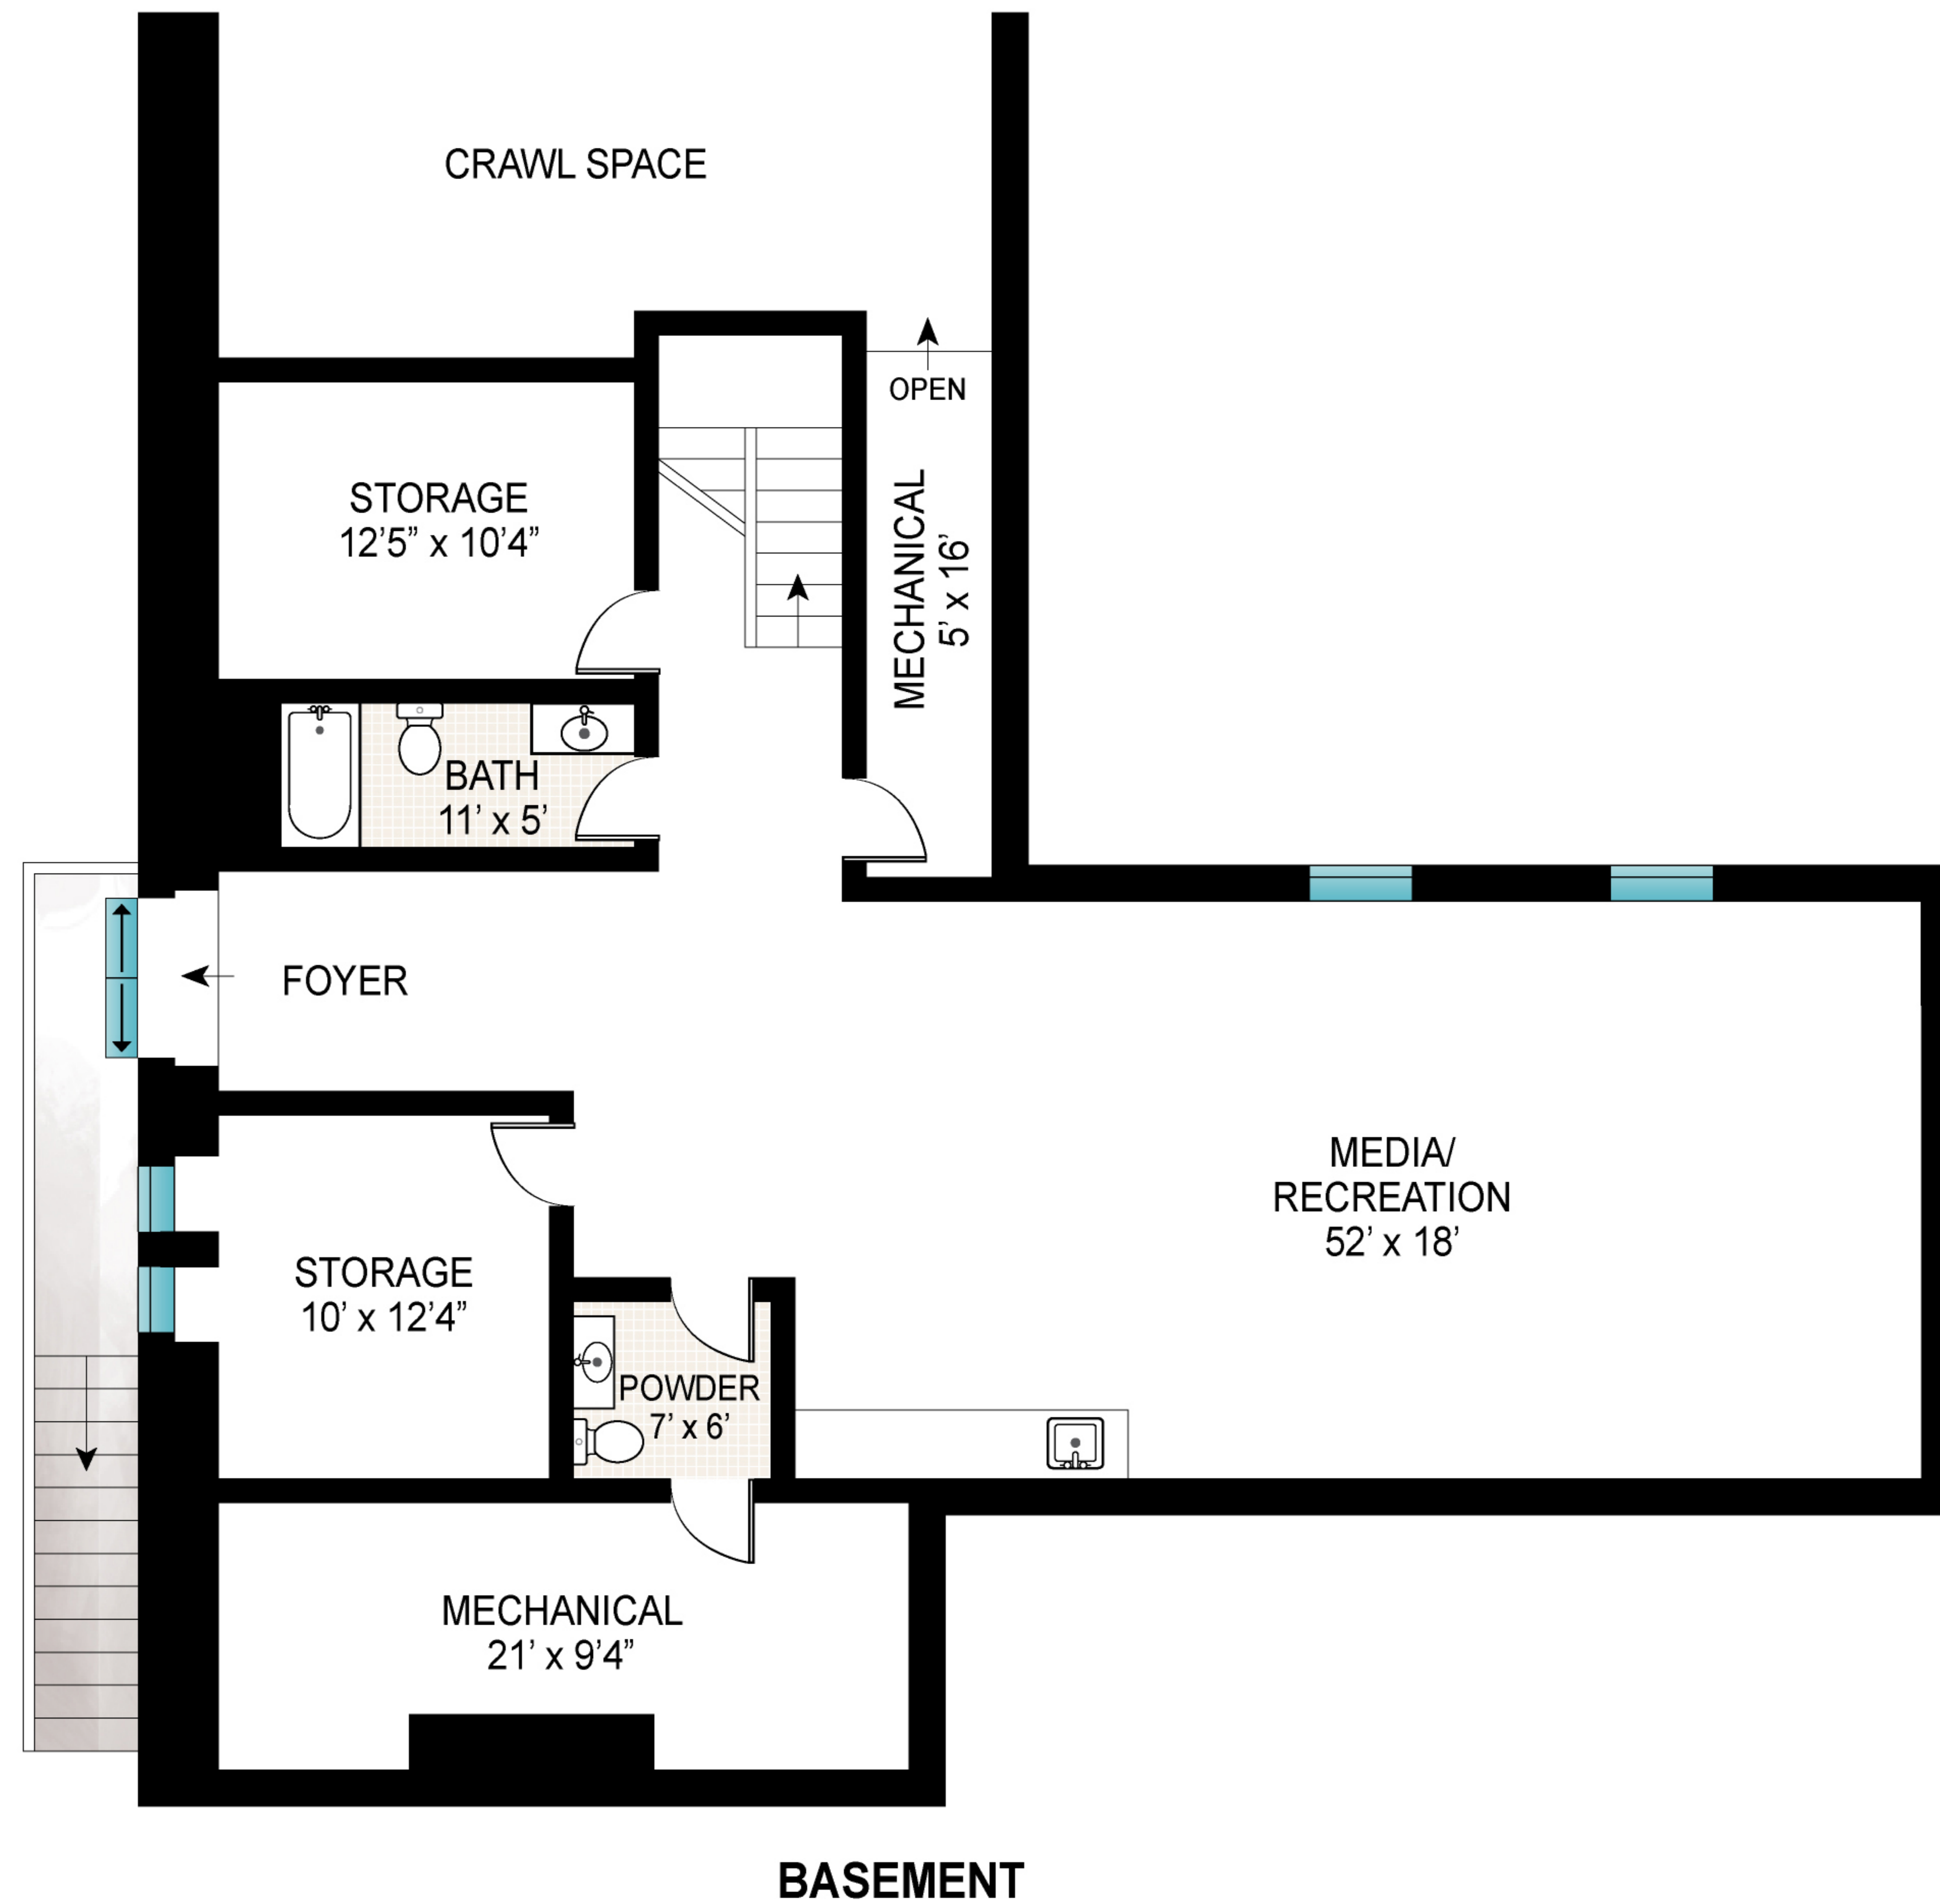 CRAWL SPACE
OPEN
STORAGE
12’5” x 10’4”
MECHANICAL
5’ x 16’
BATH
11’ x 5’
FOYER
MEDIA/
RECREATION
52’ x 18’
STORAGE
10’ x 12’4”
POWDER
7’ x 6’
MECHANICAL
21’ x 9’4”
BASEMENT